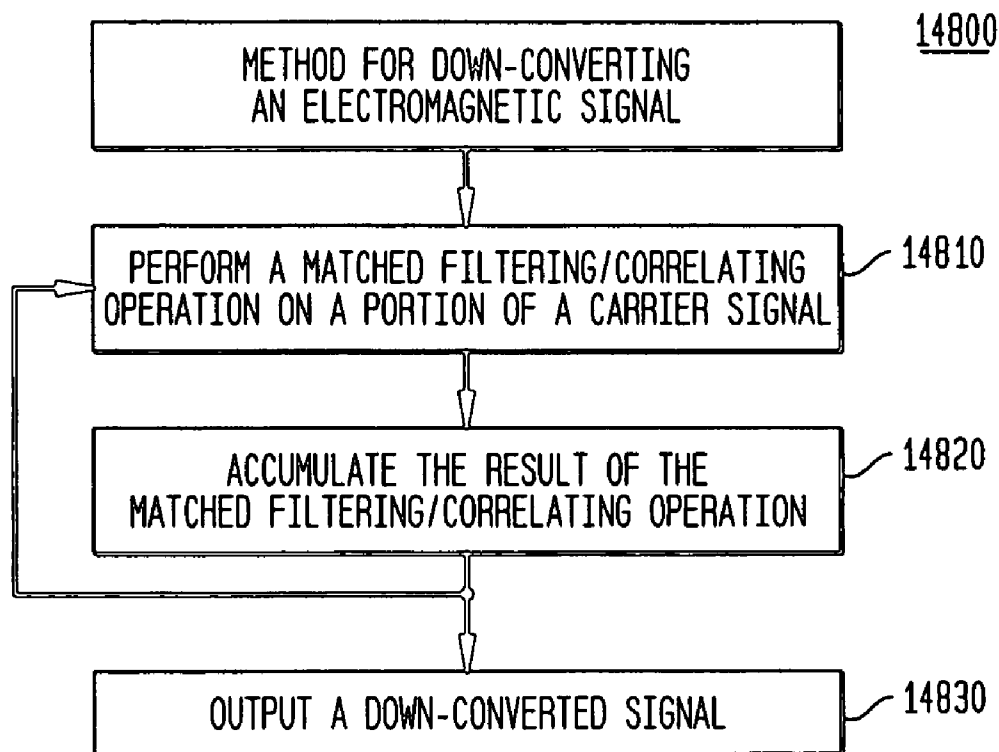 14800
METHOD FOR DOWN-CONVERTING
AN ELECTROMAGNETIC SIGNAL
PERFORM A MATCHED FILTERING/CORRELATING
OPERATION ON A PORTION OF A CARRIER SIGNAL
14810
ACCUMULATE THE RESULT OF THE
MATCHED FILTERING/CORRELATING OPERATION
14820
OUTPUT A DOWN-CONVERTED SIGNAL
14830